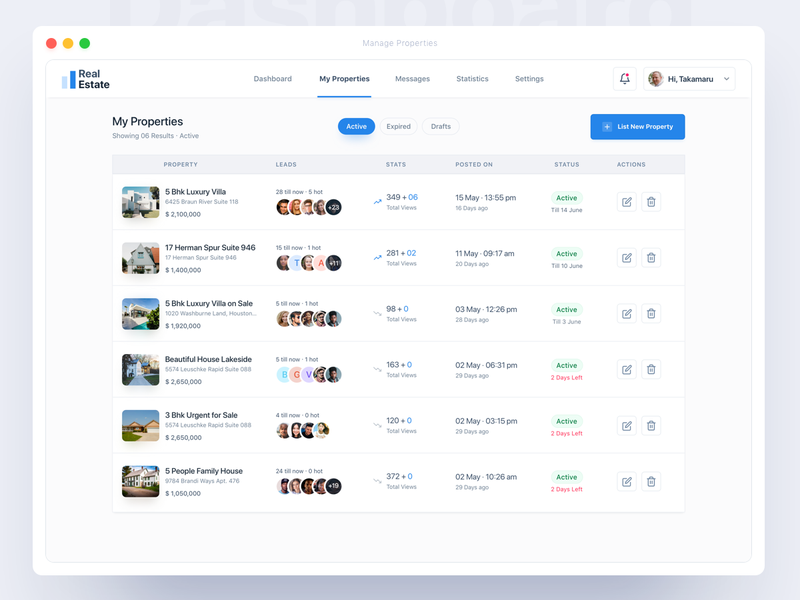 Dashboard
Manage Properties
Real
Estate
Dashboard
My Properties
Messages
Statistics
Settings
Hi, Takamaru
My Properties
Showing 06 Results · Active
Active
Expired
Drafts
+ List New Property
PROPERTY
LEADS
STATS
POSTED ON
STATUS
ACTIONS
5 Bhk Luxury Villa
6425 Braun River Suite 118
$ 2,100,000
28 till now · 5 hot
+23
349 + 06
Total Views
15 May · 13:55 pm
16 Days ago
Active
Till 14 June
17 Herman Spur Suite 946
17 Herman Spur Suite 946
$ 1,400,000
15 till now · 1 hot
T
A
+11
281 + 02
Total Views
11 May · 09:17 am
20 Days ago
Active
Till 10 June
5 Bhk Luxury Villa on Sale
1020 Washburne Land, Houston...
$ 1,920,000
5 till now · 1 hot
98 + 0
Total Views
03 May · 12:26 pm
28 Days ago
Active
Till 3 June
Beautiful House Lakeside
5574 Leuschke Rapid Suite 088
$ 2,650,000
5 till now · 1 hot
B
G
V
163 + 0
Total Views
02 May · 06:31 pm
29 Days ago
Active
2 Days Left
3 Bhk Urgent for Sale
5574 Leuschke Rapid Suite 088
$ 2,650,000
4 till now · 0 hot
120 + 0
Total Views
02 May · 03:15 pm
29 Days ago
Active
2 Days Left
5 People Family House
9784 Brandi Ways Apt. 476
$ 1,050,000
24 till now · 0 hot
+19
372 + 0
Total Views
02 May · 10:26 am
29 Days ago
Active
2 Days Left